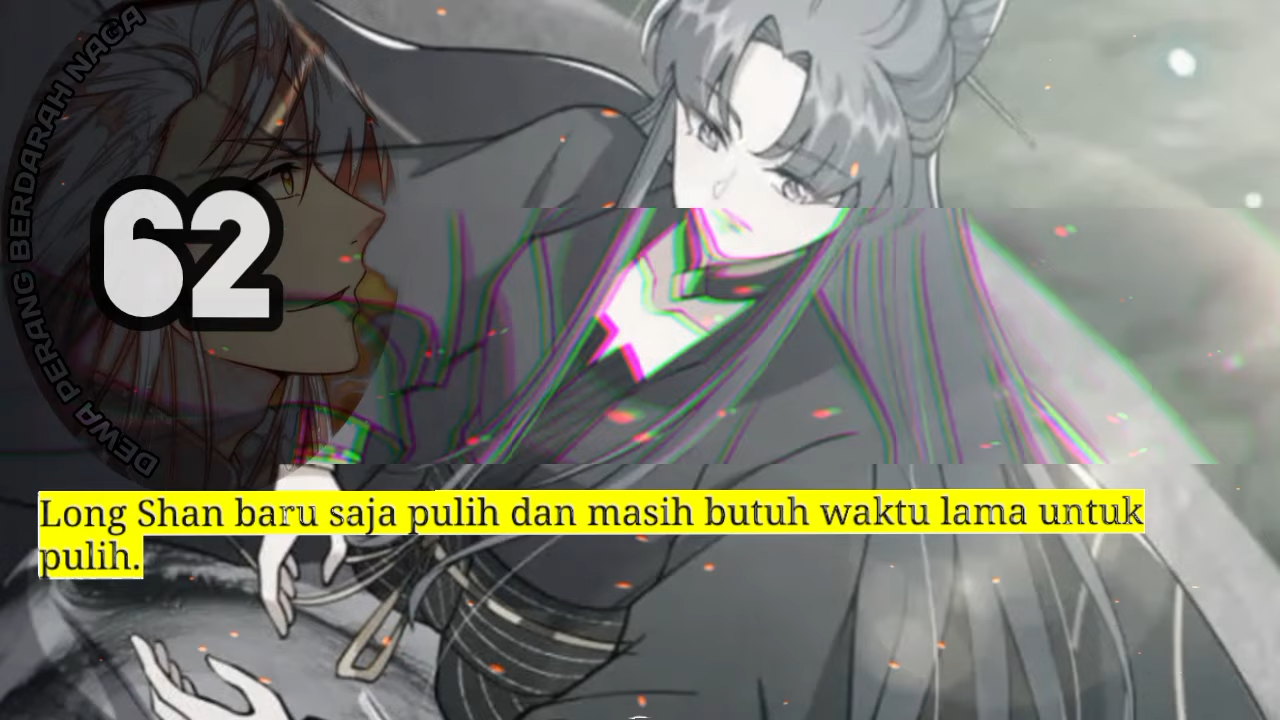 DEWA PERANG BERDARAH NAGA
62
Long Shan baru saja pulih dan masih butuh waktu lama untuk
pulih.